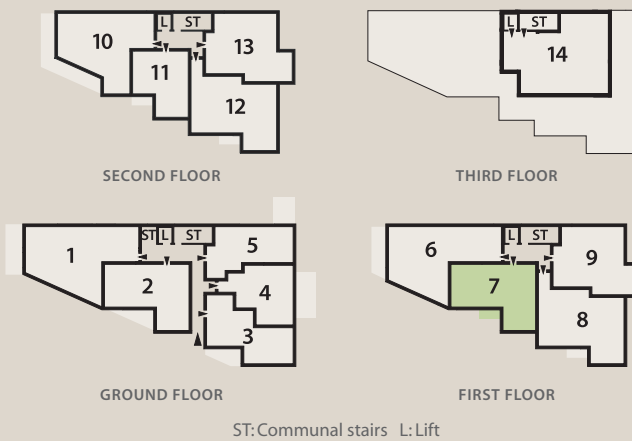 L ST
10 13
11
12
SECOND FLOOR
L ST
14
THIRD FLOOR
ST L ST
1 5
2 4
3
GROUND FLOOR
L ST
6 9
7
8
FIRST FLOOR
ST: Communal stairs L: Lift